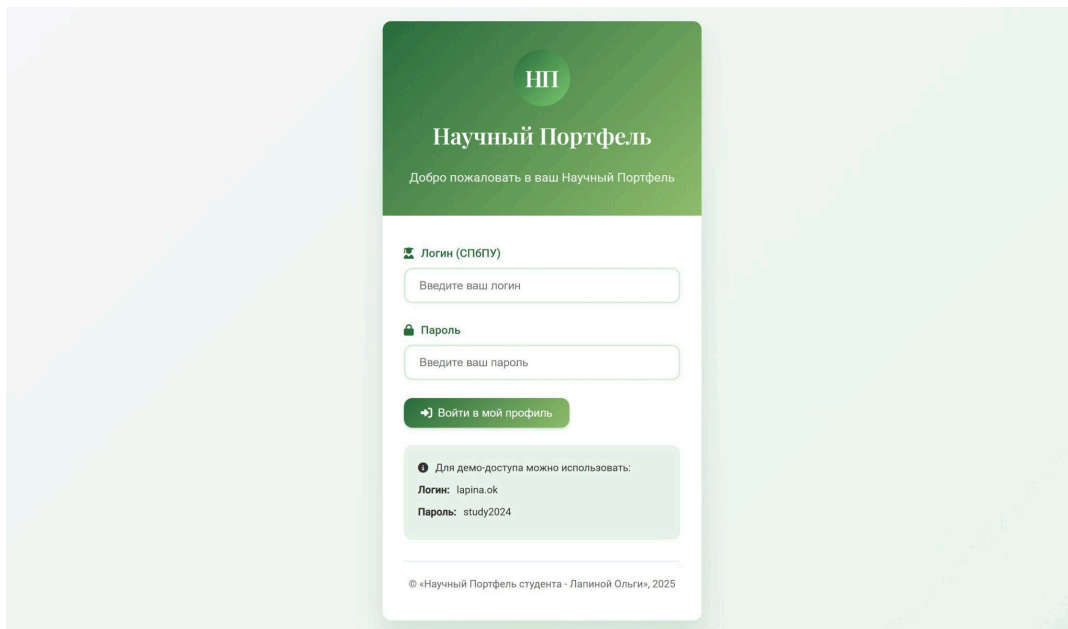 НП
Научный Портфель
Добро пожаловать в ваш Научный Портфель
Логин (СПбПУ)
Введите ваш логин
Пароль
Введите ваш пароль
Войти в мой профиль
Для демо-доступа можно использовать:
Логин: lapina.ok
Пароль: study2024
© «Научный Портфель студента - Лапиной Ольги», 2025